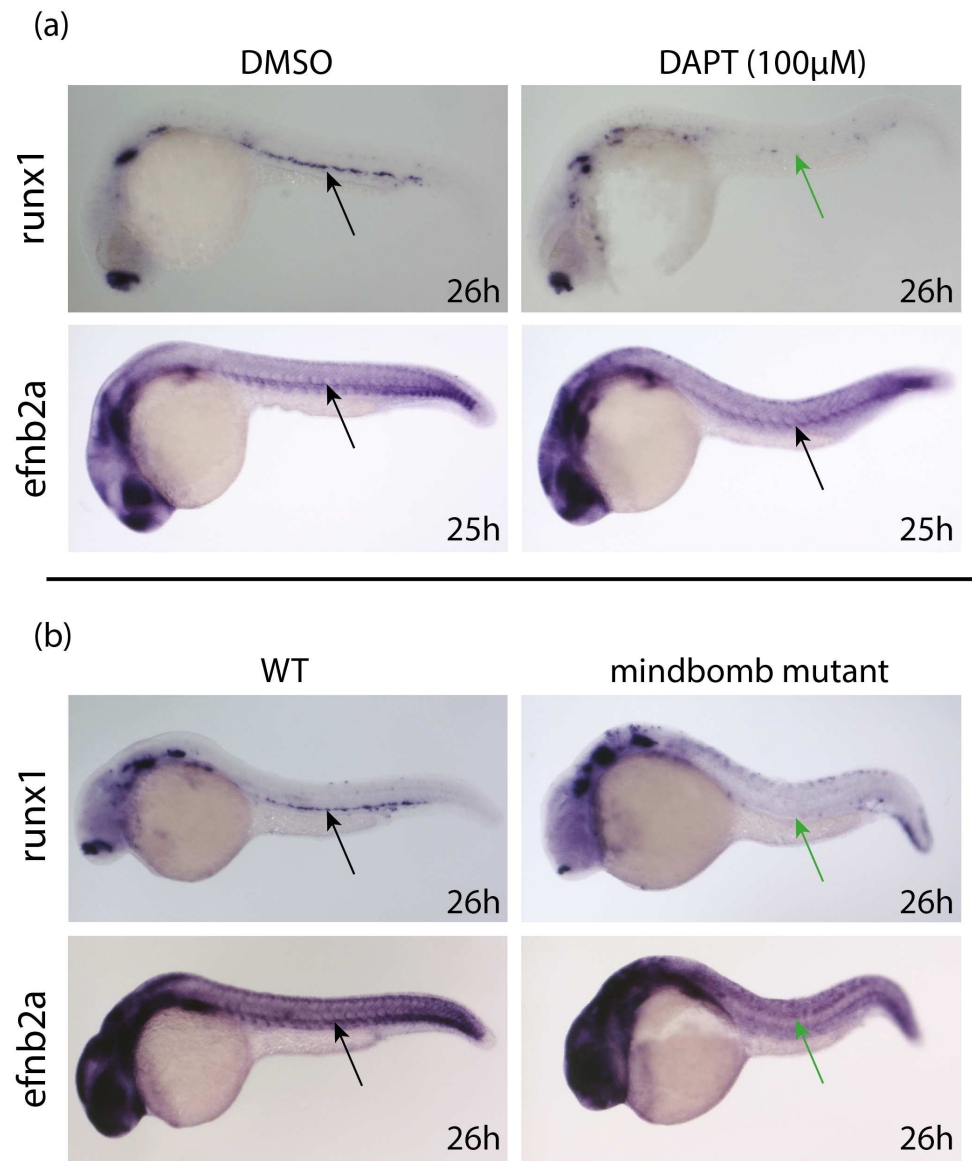 (a)
DMSO
DAPT (100µM)
runx1
26h
26h
efnb2a
25h
25h
(b)
WT
mindbomb mutant
runx1
26h
26h
efnb2a
26h
26h